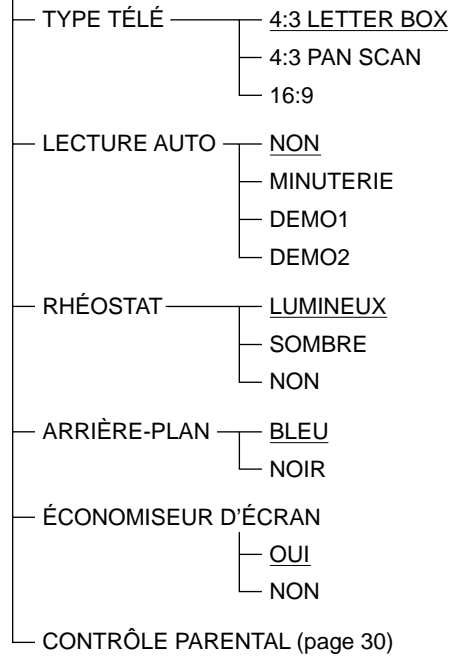 TYPE TÉLÉ 4:3 LETTER BOX
4:3 PAN SCAN
16:9
LECTURE AUTO NON
MINUTERIE
DEMO1
DEMO2
RHÉOSTAT LUMINEUX
SOMBRE
NON
ARRIÈRE-PLAN BLEU
NOIR
ÉCONOMISEUR D'ÉCRAN
OUI
NON
CONTRÔLE PARENTAL (page 30)